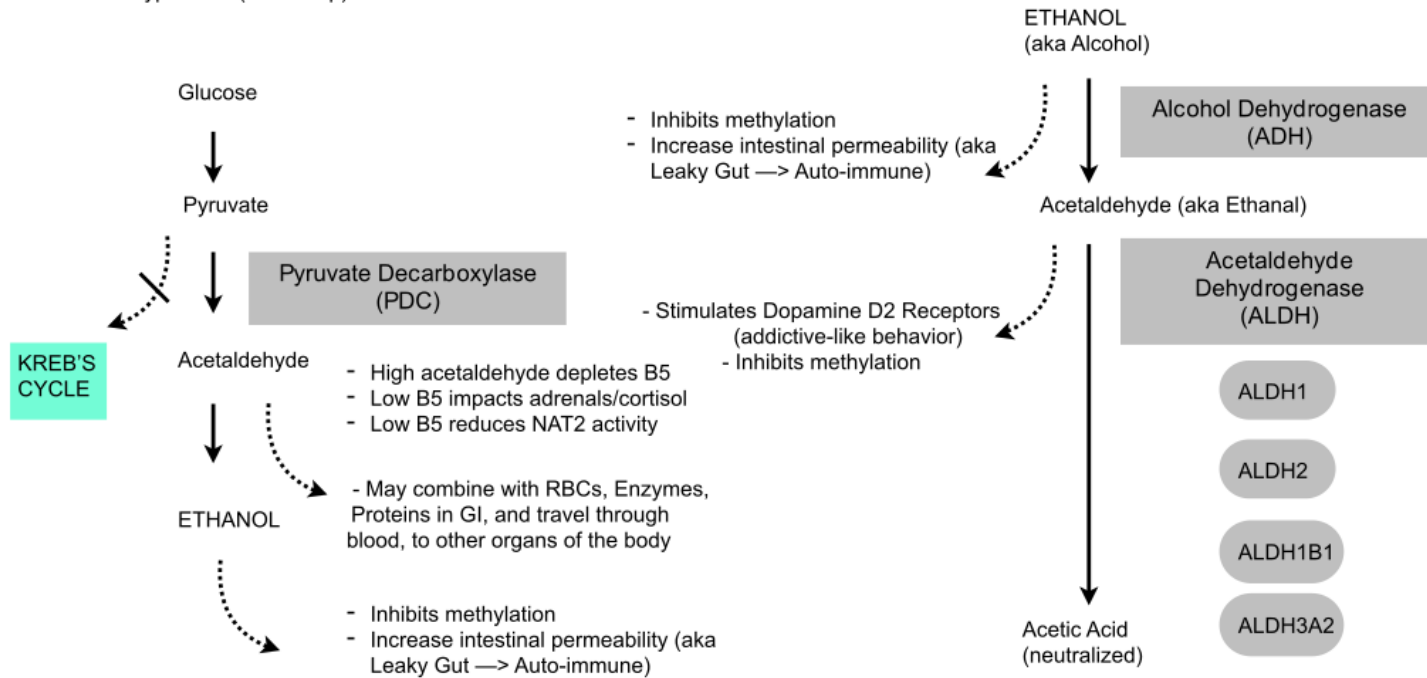 Glucose
Pyruvate
Pyruvate Decarboxylase
(PDC)
KREB'S
CYCLE
Acetaldehyde
- High acetaldehyde depletes B5
- Low B5 impacts adrenals/cortisol
- Low B5 reduces NAT2 activity
- May combine with RBCs, Enzymes,
Proteins in GI, and travel through
blood, to other organs of the body
ETHANOL
- Inhibits methylation
- Increase intestinal permeability (aka
Leaky Gut —> Auto-immune)
ETHANOL
(aka Alcohol)
Alcohol Dehydrogenase
(ADH)
- Inhibits methylation
- Increase intestinal permeability (aka
Leaky Gut —> Auto-immune)
Acetaldehyde (aka Ethanal)
Acetaldehyde
Dehydrogenase
(ALDH)
- Stimulates Dopamine D2 Receptors
(addictive-like behavior)
- Inhibits methylation
ALDH1
ALDH2
ALDH1B1
ALDH3A2
Acetic Acid
(neutralized)